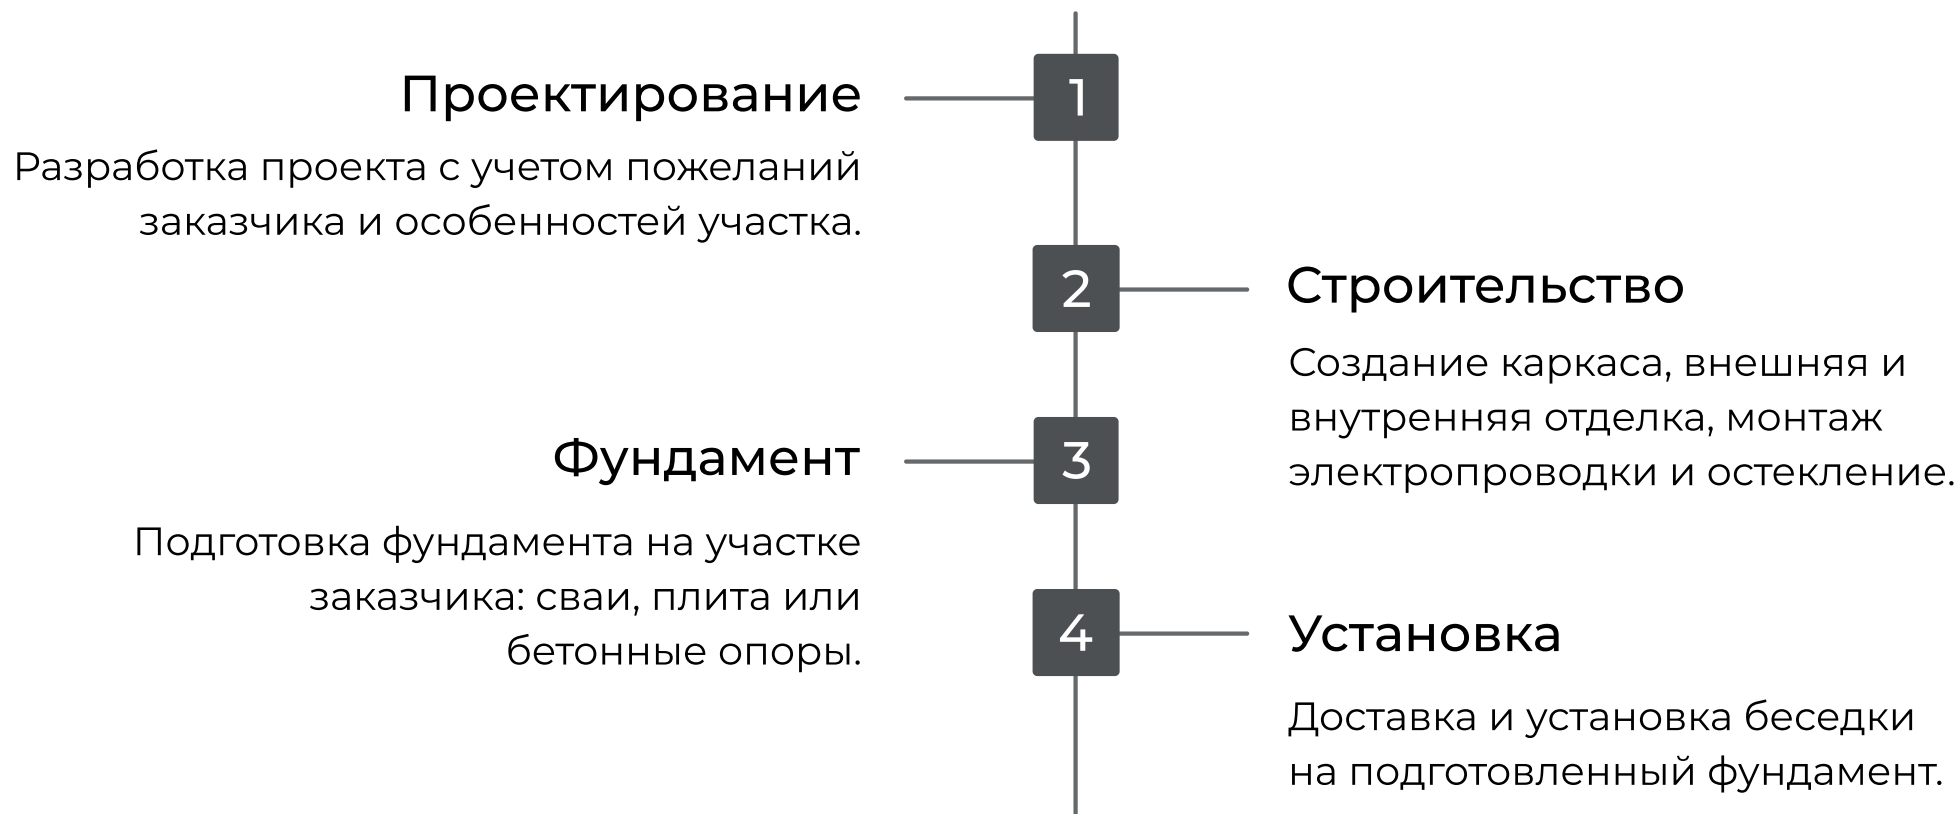 1
Проектирование
Разработка проекта с учетом пожеланий
заказчика и особенностей участка.
2
Строительство
Создание каркаса, внешняя и
внутренняя отделка, монтаж
электропроводки и остекление.
3
Фундамент
Подготовка фундамента на участке
заказчика: сваи, плита или
бетонные опоры.
4
Установка
Доставка и установка беседки
на подготовленный фундамент.